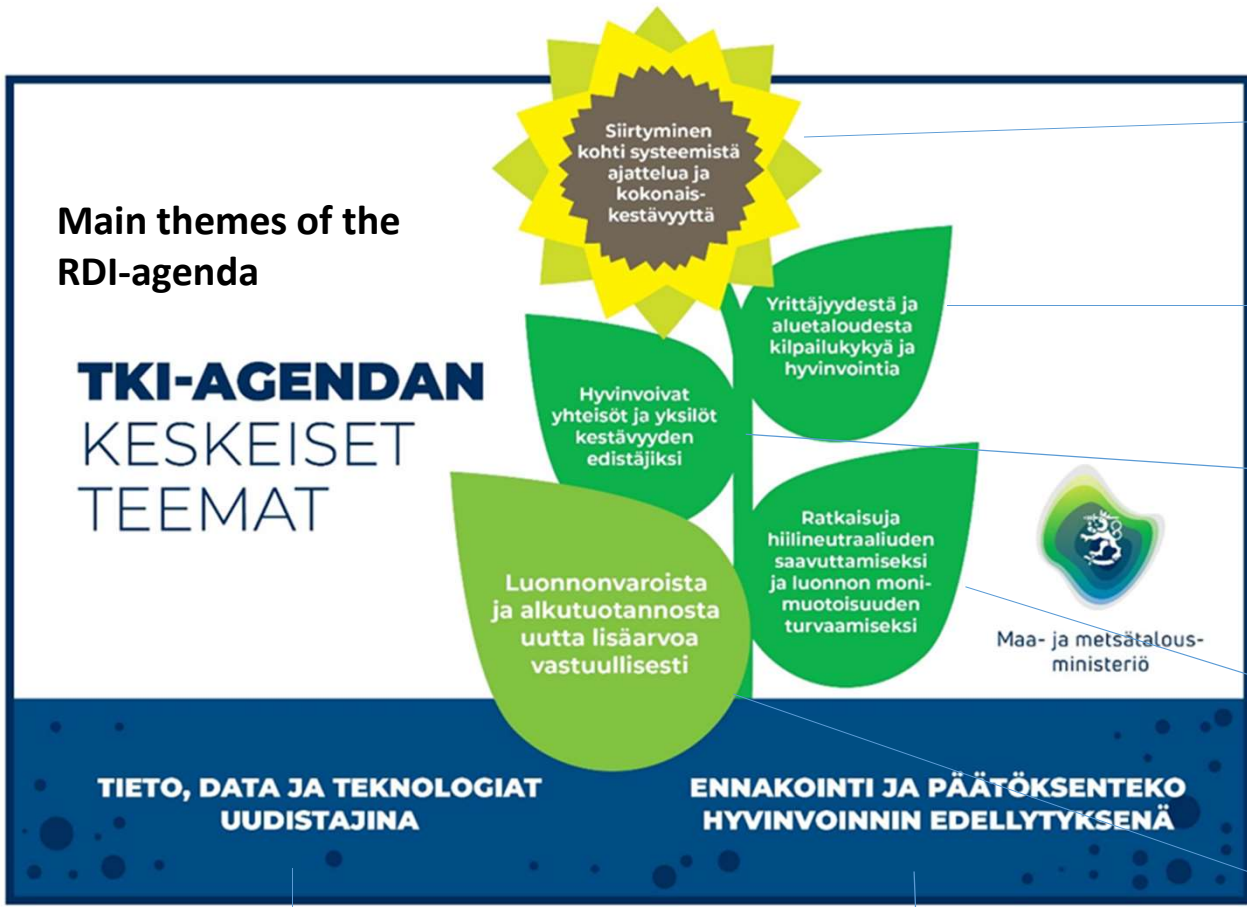 Siirtyminen
kohti systeemistä
ajattelua ja
kokonais-
kestävyyttä
Main themes of the
RDI-agenda
TKI-AGENDAN
KESKEISET
TEEMAT
Yrittäjyydestä ja
aluetaloudesta
kilpailukykyä ja
hyvinvointia
Hyvinvoivat
yhteisöt ja yksilöt
kestävyyden
edistäjiksi
Ratkaisuja
hiilineutraaliuden
saavuttamiseksi
ja luonnon moni-
muotoisuuden
turvaamiseksi
Luonnonvaroista
ja alkutuotannosta
uutta lisäarvoa
vastuullisesti
Maa- ja metsätalous-
ministeriö
TIETO, DATA JA TEKNOLOGIAT
UUDISTAJINA
ENNAKOINTI JA PÄÄTÖKSENTEKO
HYVINVOINNIN EDELLYTYKSENÄ